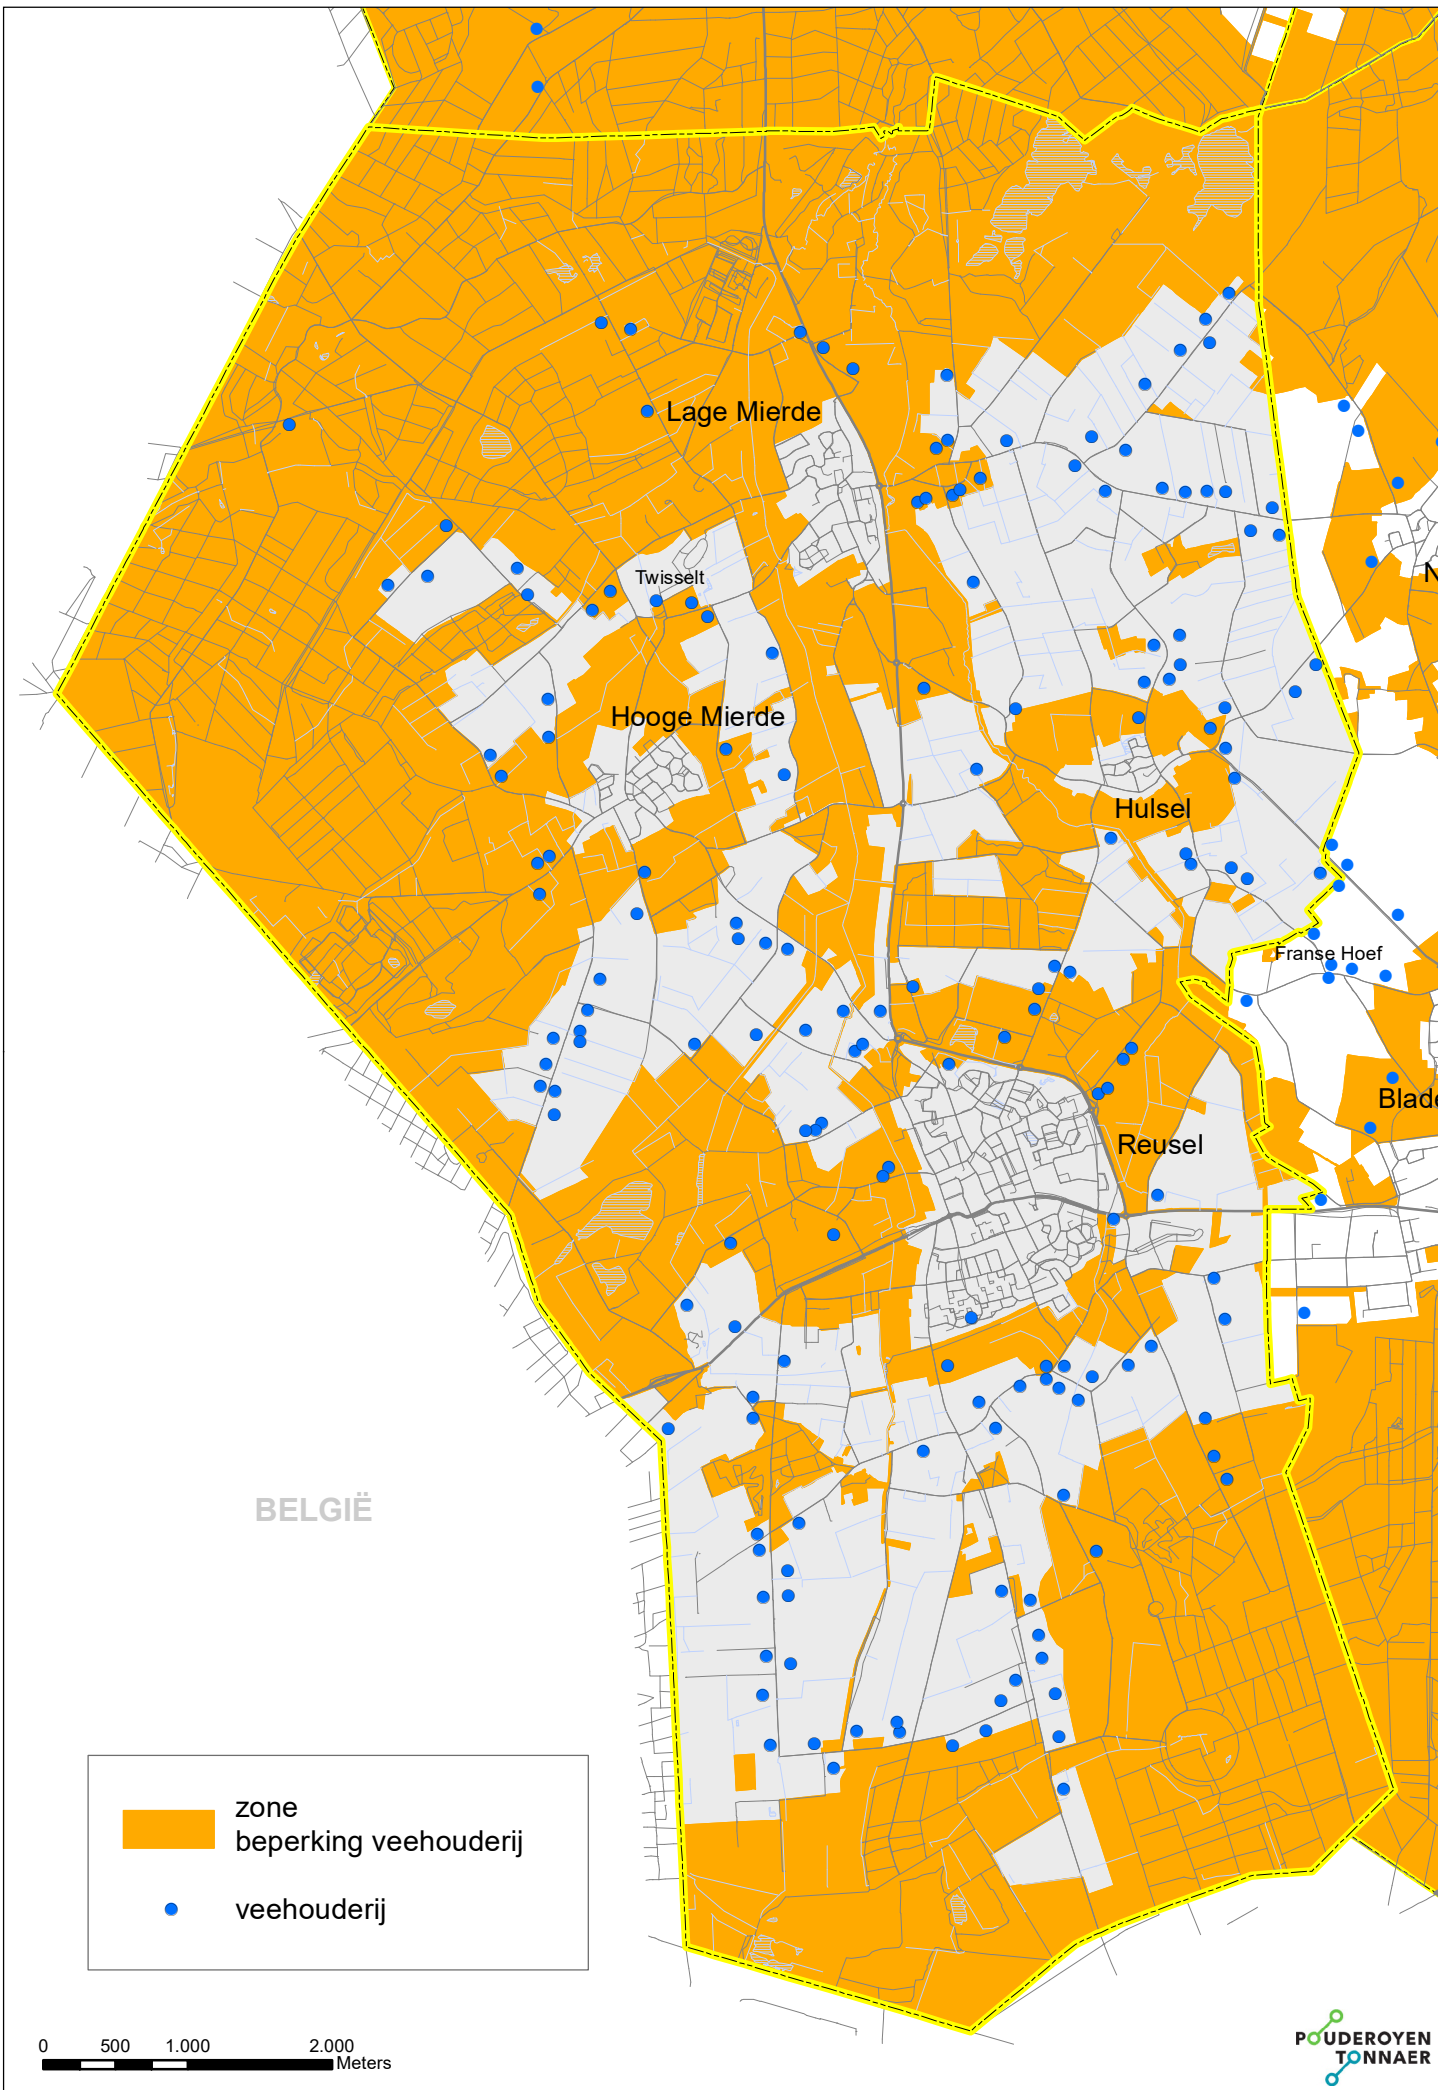 Lage Mierde
Twisselt
N
Hooge Mierde
Hulsel
Franse Hoef
Blade
Reusel
BELGIË
zone
beperking veehouderij
veehouderij
0 500 1.000 2.000
Meters
POUDEROYEN
TONNAER